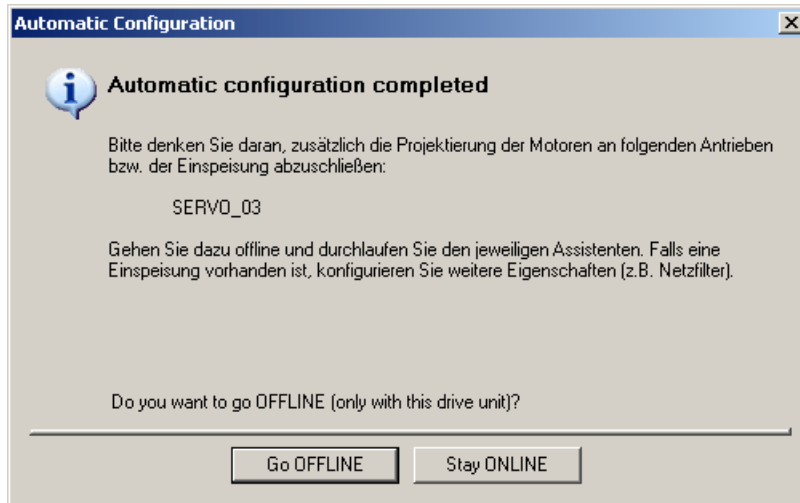 Automatic Configuration
Automatic configuration completed
Bitte denken Sie daran, zusätzlich die Projektierung der Motoren an folgenden Antrieben
bzw. der Einspeisung abzuschließen:
SERVO_03
Gehen Sie dazu offline und durchlaufen Sie den jeweiligen Assistenten. Falls eine
Einspeisung vorhanden ist, konfigurieren Sie weitere Eigenschaften (z.B. Netzfilter).
Do you want to go OFFLINE (only with this drive unit)?
Go OFFLINE Stay ONLINE